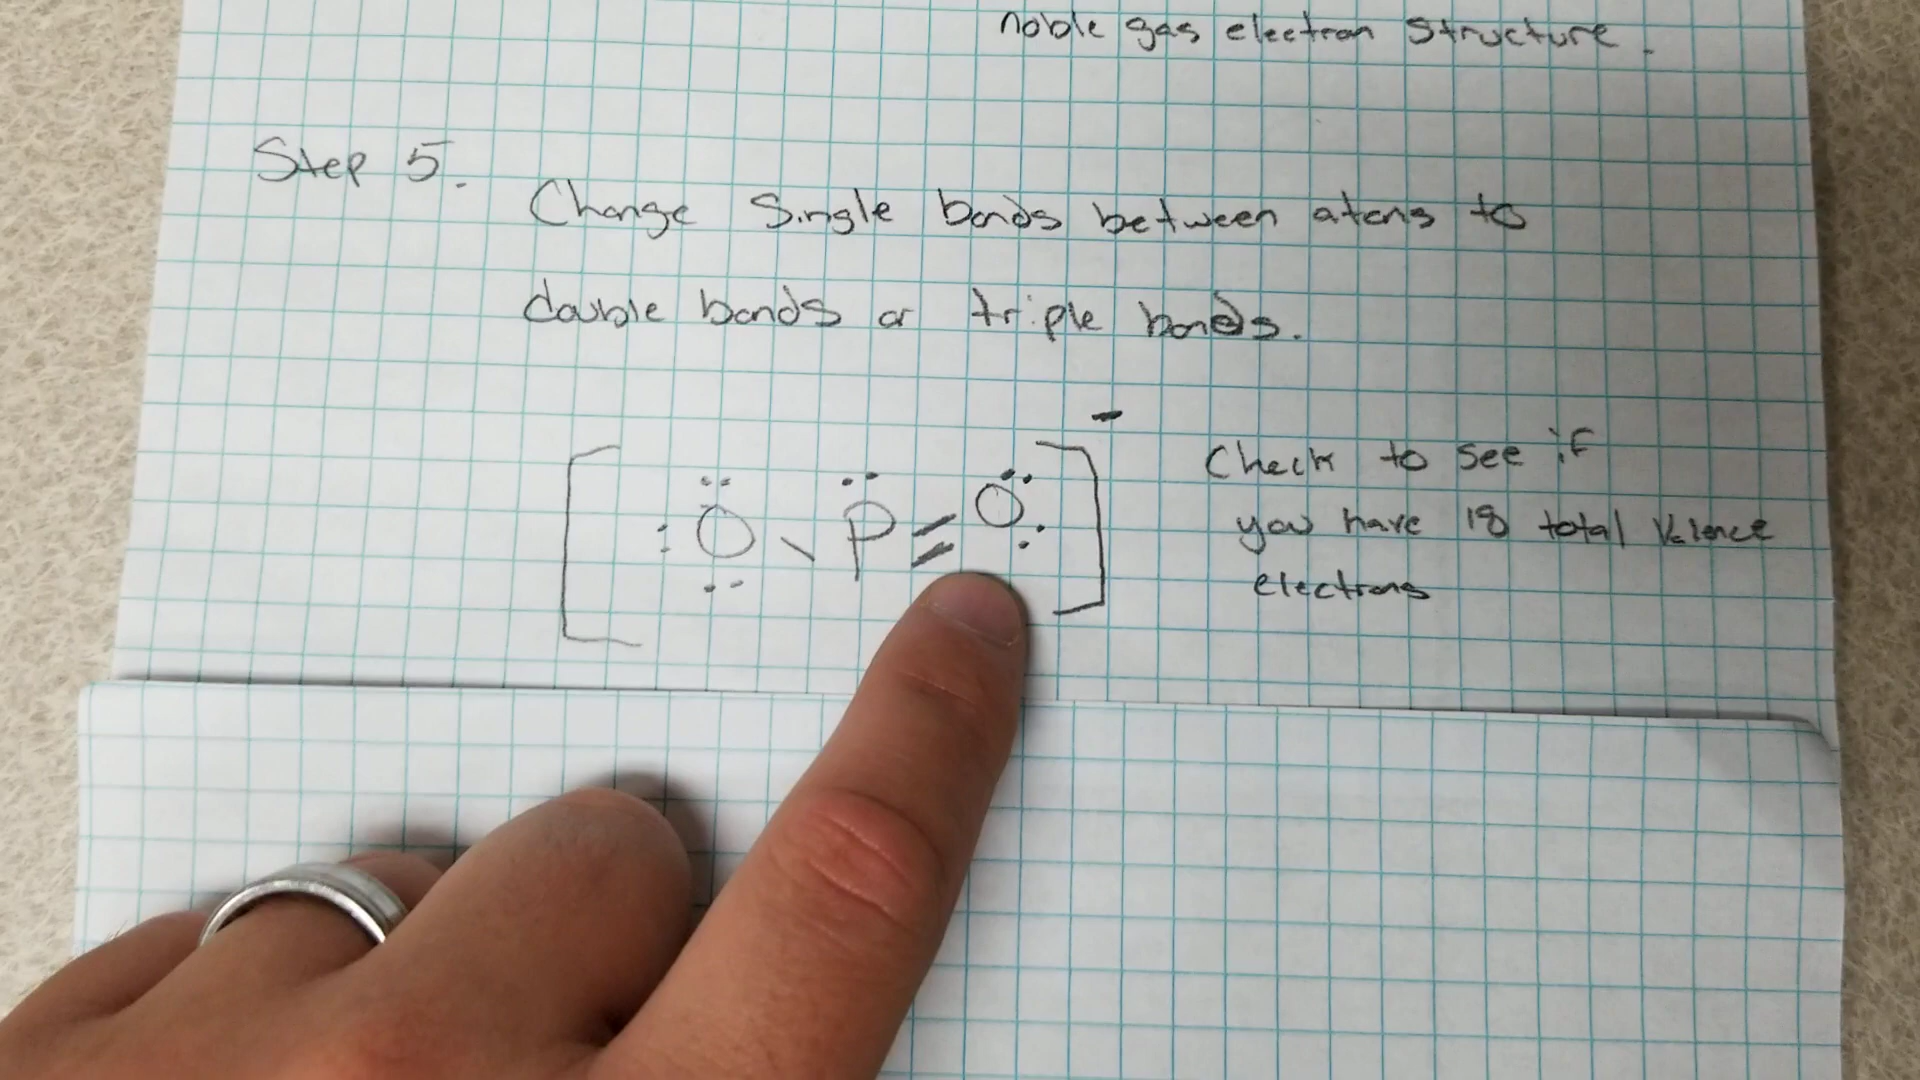 noble gas electron structure.
Step 5.
Change Single bonds between atoms to
double bonds or triple bonds.
[:Ö̤ - P̈ = Ö:]⁻
Check to see if
you have 18 total Valence
electrons